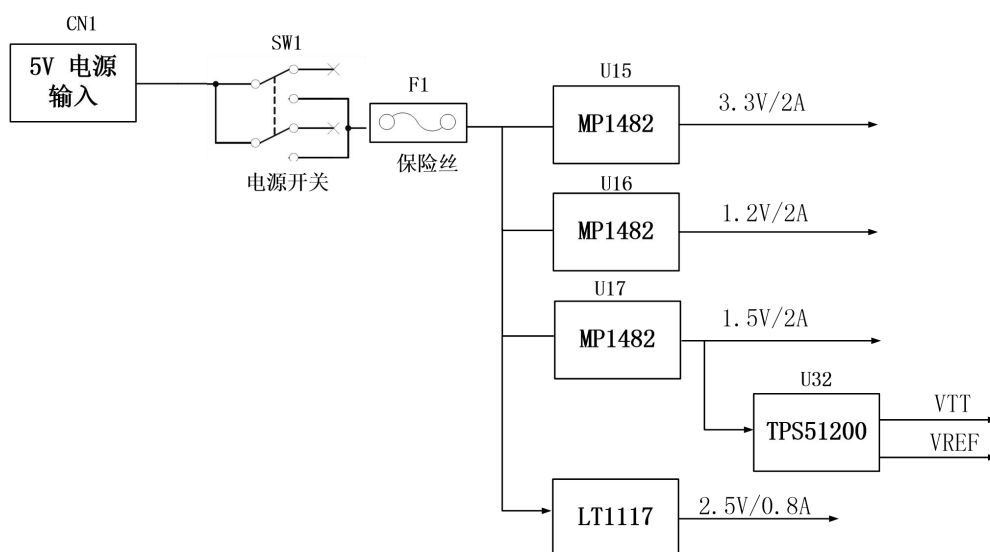 CN1
5V 电源
输入
SW1
电源开关
F1
保险丝
U15
MP1482
3.3V/2A
U16
MP1482
1.2V/2A
U17
MP1482
1.5V/2A
U32
TPS51200
VTT
VREF
LT1117
2.5V/0.8A